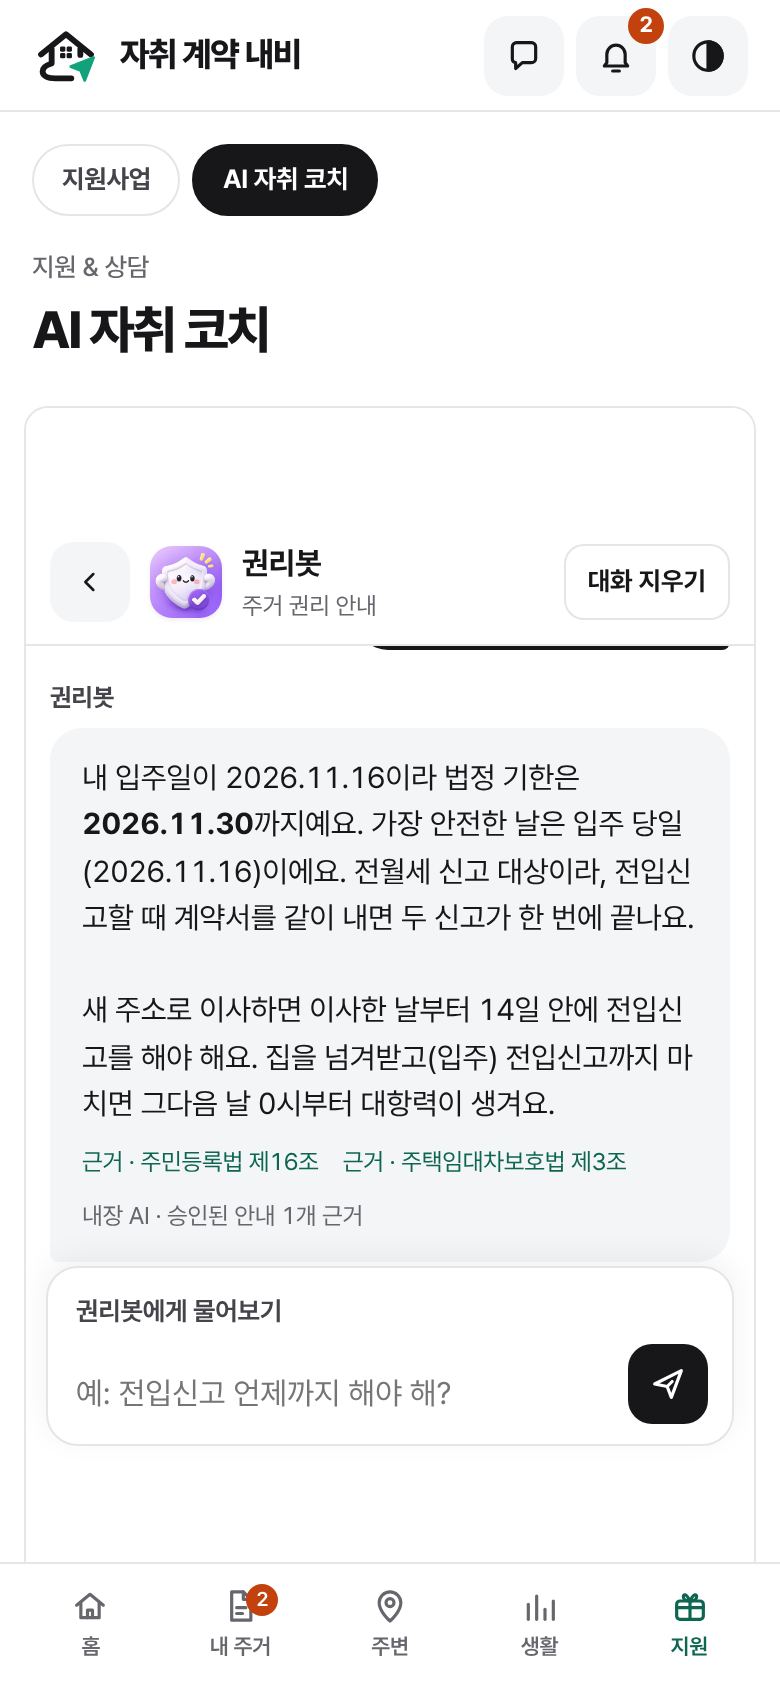 자취 계약 내비
2
지원사업
AI 자취 코치
지원 & 상담
AI 자취 코치
권리봇
주거 권리 안내
대화 지우기
권리봇
내 입주일이 2026.11.16이라 법정 기한은
2026.11.30까지예요. 가장 안전한 날은 입주 당일
(2026.11.16)이에요. 전월세 신고 대상이라, 전입신
고할 때 계약서를 같이 내면 두 신고가 한 번에 끝나요.
새 주소로 이사하면 이사한 날부터 14일 안에 전입신
고를 해야 해요. 집을 넘겨받고(입주) 전입신고까지 마
치면 그다음 날 0시부터 대항력이 생겨요.
근거 · 주민등록법 제16조 근거 · 주택임대차보호법 제3조
내장 AI · 승인된 안내 1개 근거
권리봇에게 물어보기
예: 전입신고 언제까지 해야 해?
2
홈
내 주거
주변
생활
지원